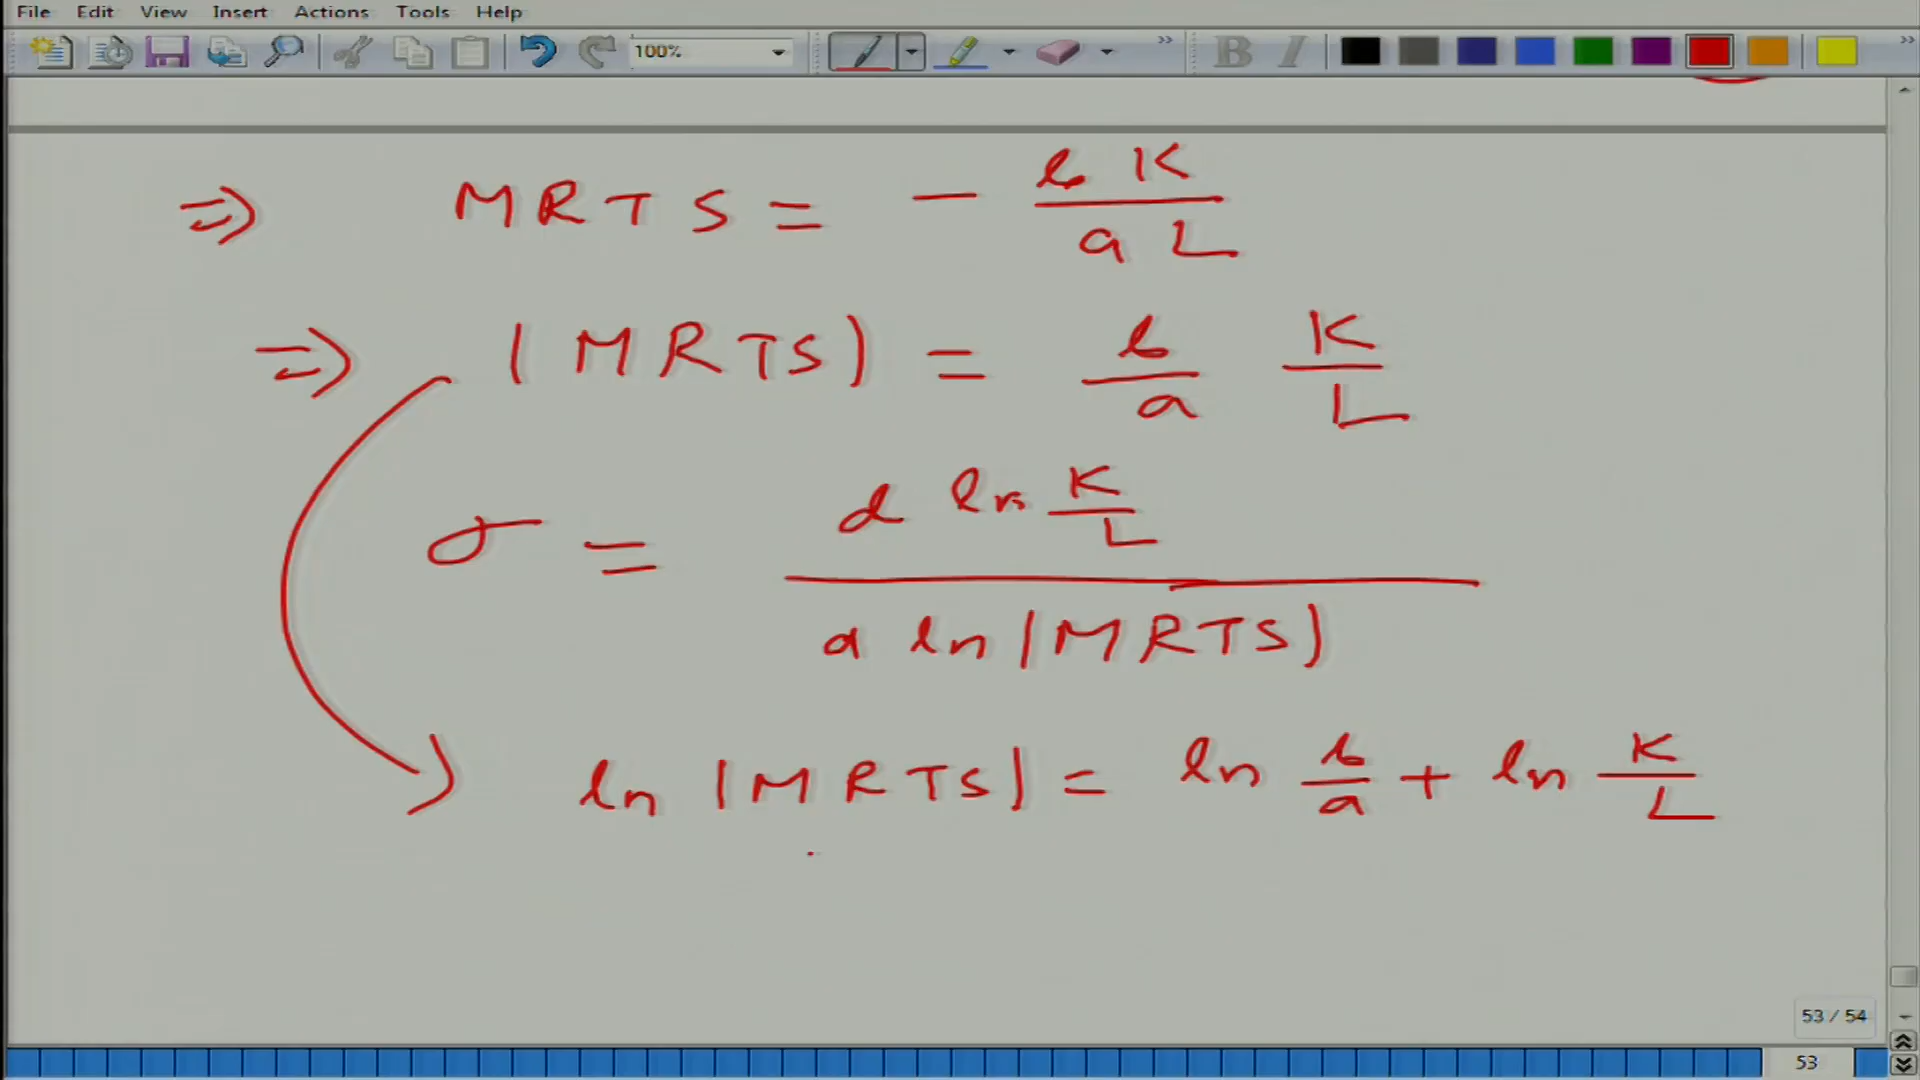 File Edit View Insert Actions Tools Help
100% B I
⇒ MRTS = - bK / aL
⇒ |MRTS| = b/a K/L
σ = d ln K/L / d ln |MRTS|
ln |MRTS| = ln b/a + ln K/L
53 / 54
53